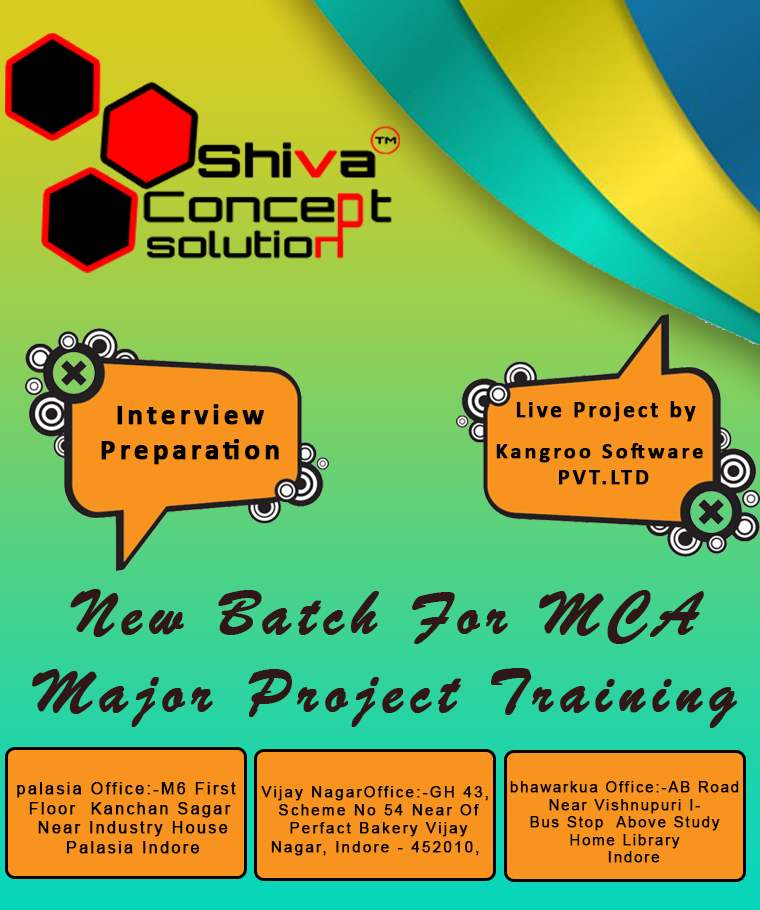 Shiva TM
Concept
solution
Interview
Preparation
Live Project by
Kangroo Software
PVT.LTD
New Batch For MCA
Major Project Training
palasia Office:-M6 First
Floor Kanchan Sagar
Near Industry House
Palasia Indore
Vijay NagarOffice:-GH 43,
Scheme No 54 Near Of
Perfact Bakery Vijay
Nagar, Indore - 452010,
bhawarkua Office:-AB Road
Near Vishnupuri I-
Bus Stop Above Study
Home Library
Indore